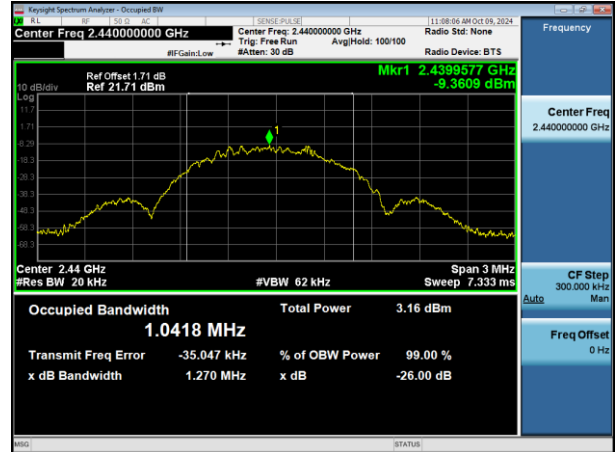 Keysight Spectrum Analyzer - Occupied BW
RL RF 50 Ω AC SENSE:PULSE 11:08:06 AM Oct 09, 2024
Center Freq 2.440000000 GHz Center Freq: 2.440000000 GHz Radio Std: None
Trig: Free Run Avg|Hold: 100/100
#IFGain:Low #Atten: 30 dB Radio Device: BTS
Frequency
Ref Offset 1.71 dB Mkr1 2.4399577 GHz
10 dB/div Ref 21.71 dBm -9.3609 dBm
Log
11.7
1.71
-8.29
-18.3
-28.3
-38.3
-48.3
-58.3
-68.3
1
Center 2.44 GHz Span 3 MHz
#Res BW 20 kHz #VBW 62 kHz Sweep 7.333 ms
Occupied Bandwidth Total Power 3.16 dBm
1.0418 MHz
Transmit Freq Error -35.047 kHz % of OBW Power 99.00 %
x dB Bandwidth 1.270 MHz x dB -26.00 dB
Center Freq
2.440000000 GHz
CF Step
300.000 kHz
Auto Man
Freq Offset
0 Hz
MSG STATUS